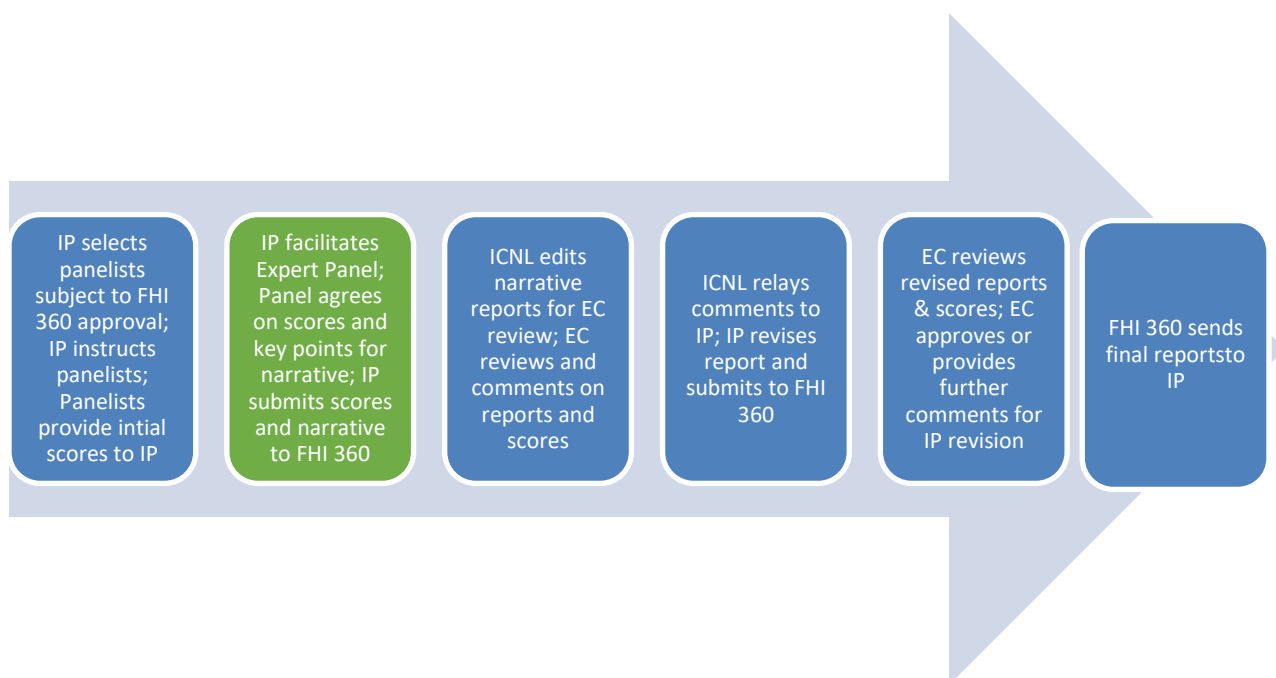 IP selects
panelists
subject to FHI
360 approval;
IP instructs
panelists;
Panelists
provide intial
scores to IP
IP facilitates
Expert Panel;
Panel agrees
on scores and
key points for
narrative; IP
submits scores
and narrative
to FHI 360
ICNL edits
narrative
reports for EC
review; EC
reviews and
comments on
reports and
scores
ICNL relays
comments to
IP; IP revises
report and
submits to FHI
360
EC reviews
revised reports
& scores; EC
approves or
provides
further
comments for
IP revision
FHI 360 sends
final reportsto
IP